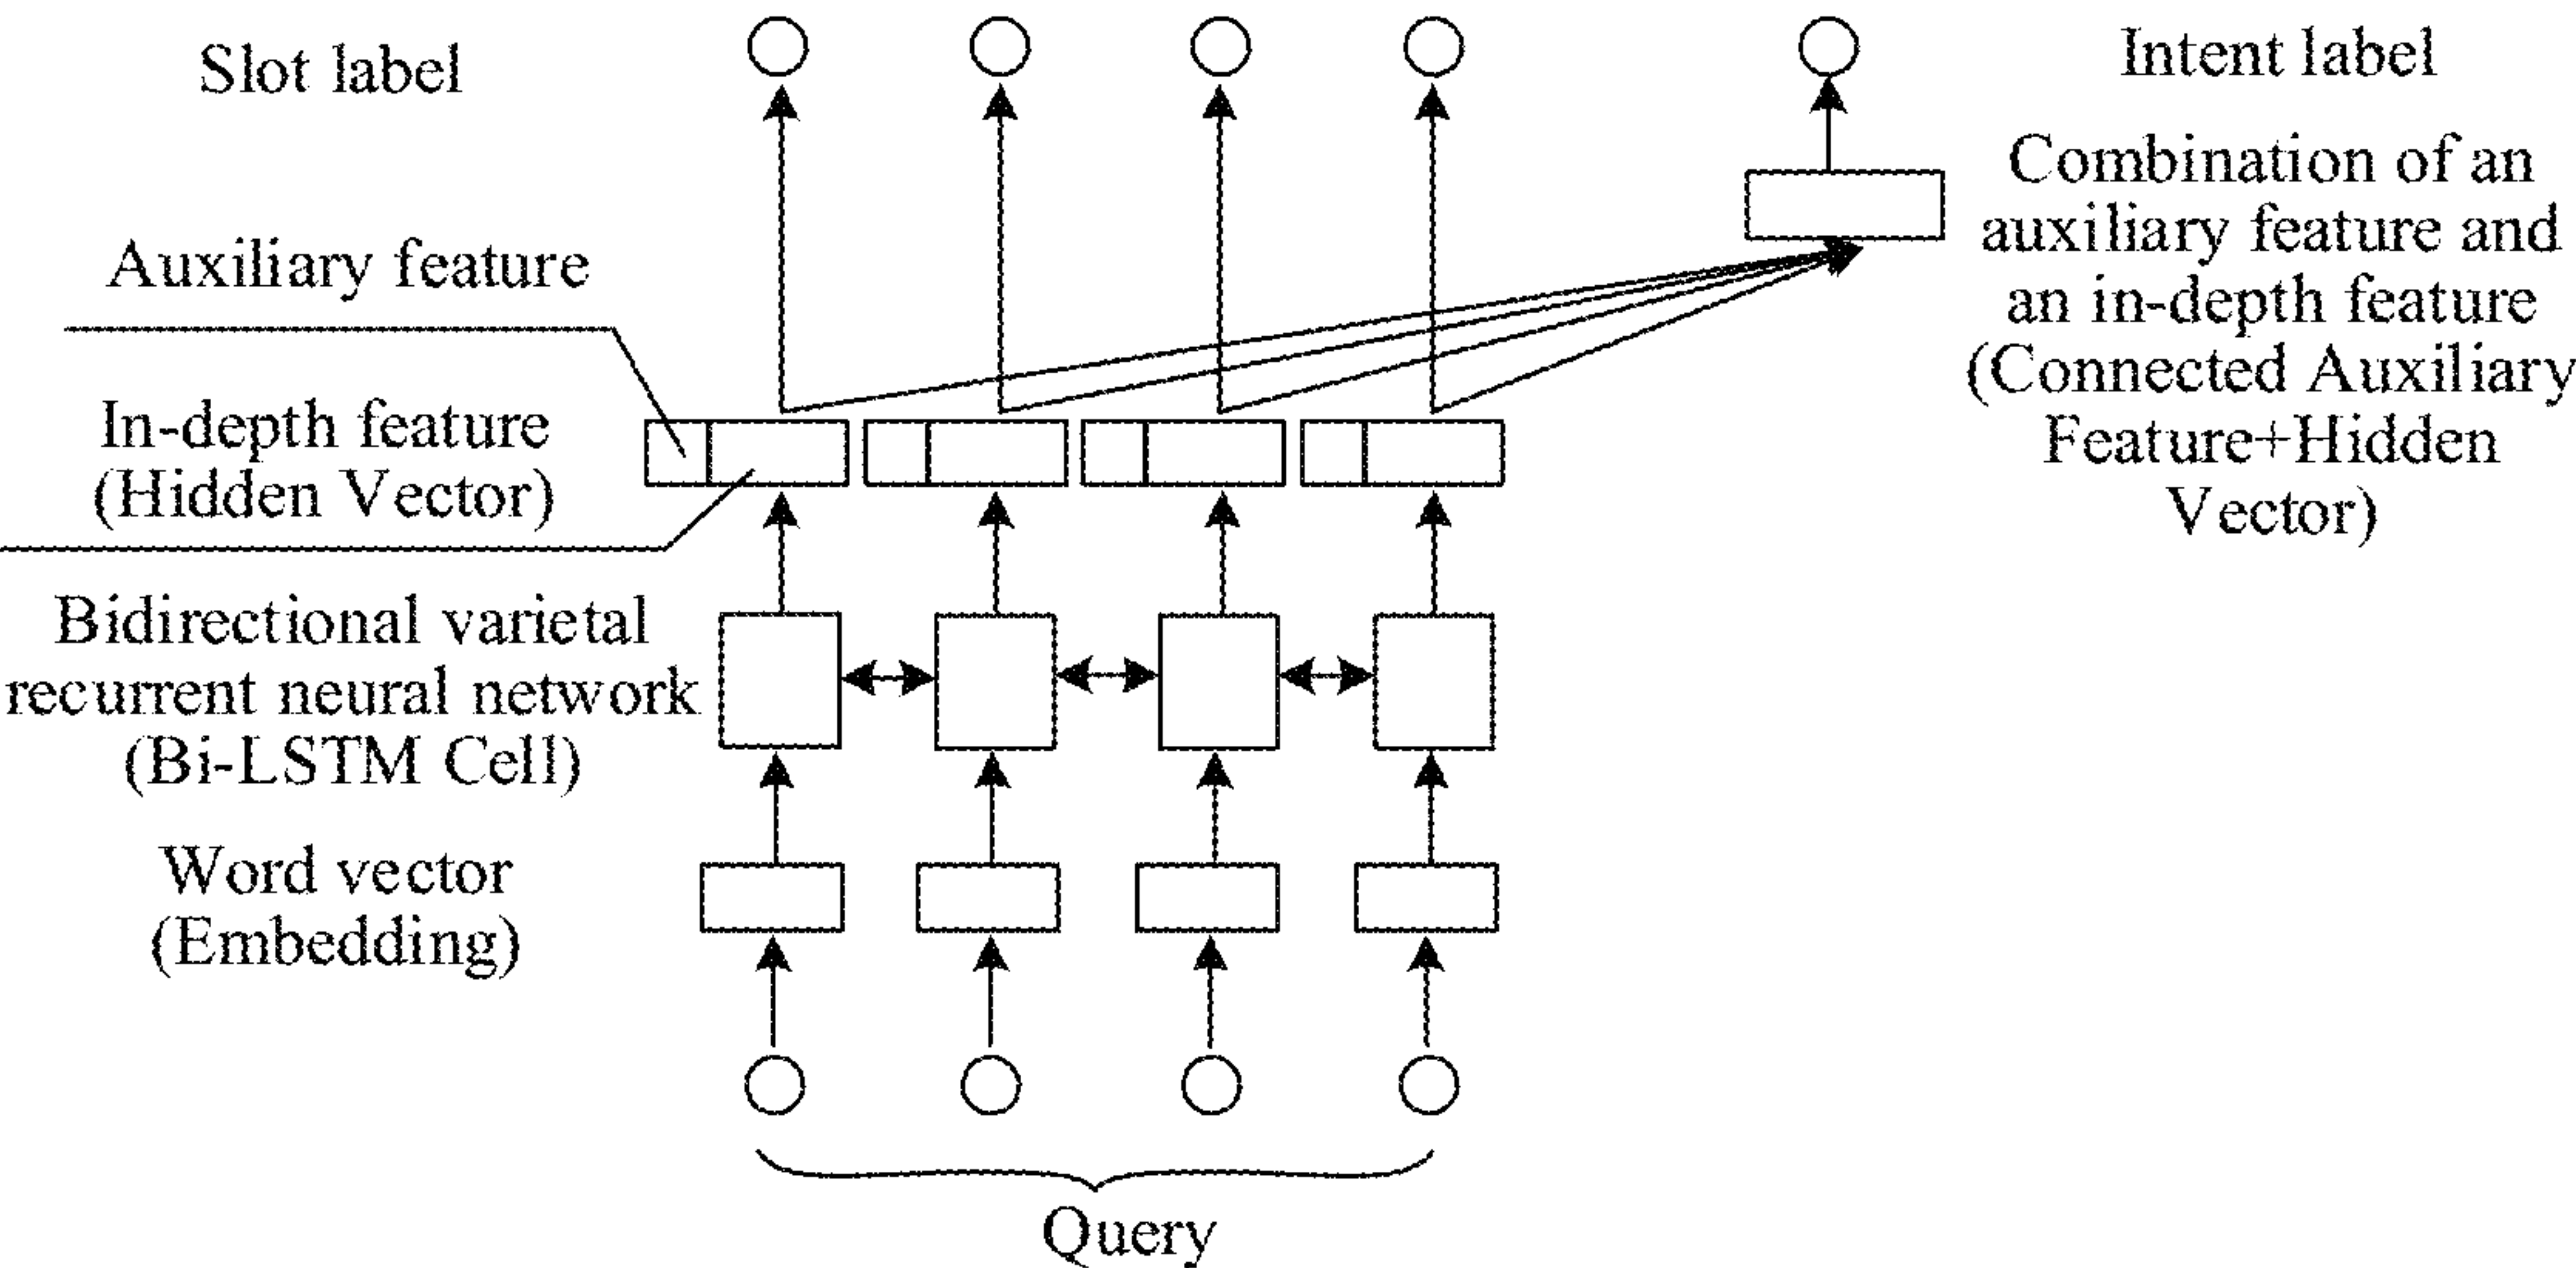 Slot label
Auxiliary feature
In-depth feature
(Hidden Vector)
Bidirectional varietal
recurrent neural network
(Bi-LSTM Cell)
Word vector
(Embedding)
Query
Intent label
Combination of an
auxiliary feature and
an in-depth feature
(Connected Auxiliary
Feature+Hidden
Vector)